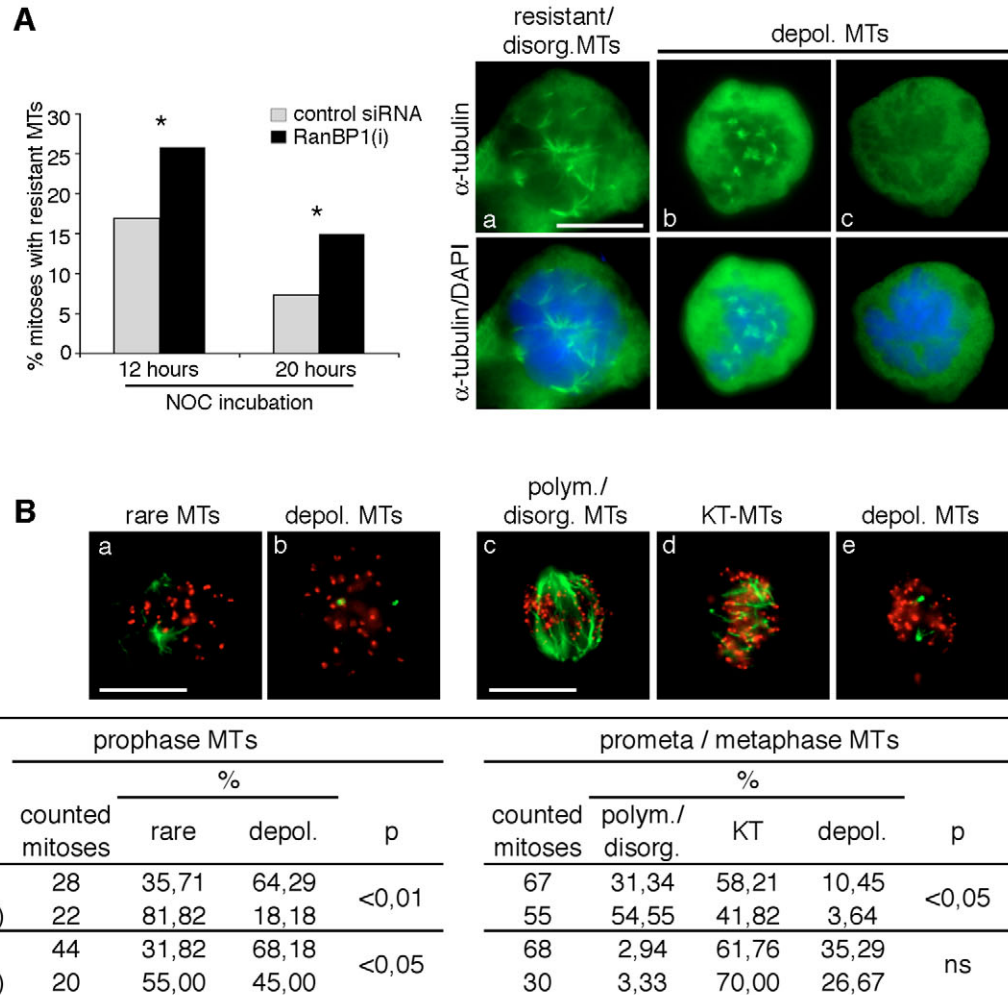 A
30
25
20
15
10
5
0
% mitoses with resistant MTs
*
*
control siRNA
RanBP1(i)
12 hours
20 hours
NOC incubation
resistant/
disorg.MTs
depol. MTs
α-tubulin
a
b
c
α-tubulin/DAPI
B
rare MTs
depol. MTs
polym./
disorg. MTs
KT-MTs
depol. MTs
a
b
c
d
e
prophase MTs
%
counted
mitoses
rare
depol.
p
28 35,71 64,29
<0,01
) 22 81,82 18,18
44 31,82 68,18
<0,05
) 20 55,00 45,00
prometa / metaphase MTs
%
counted
mitoses
polym./
disorg.
KT
depol.
p
67 31,34 58,21 10,45
<0,05
55 54,55 41,82 3,64
68 2,94 61,76 35,29
ns
30 3,33 70,00 26,67